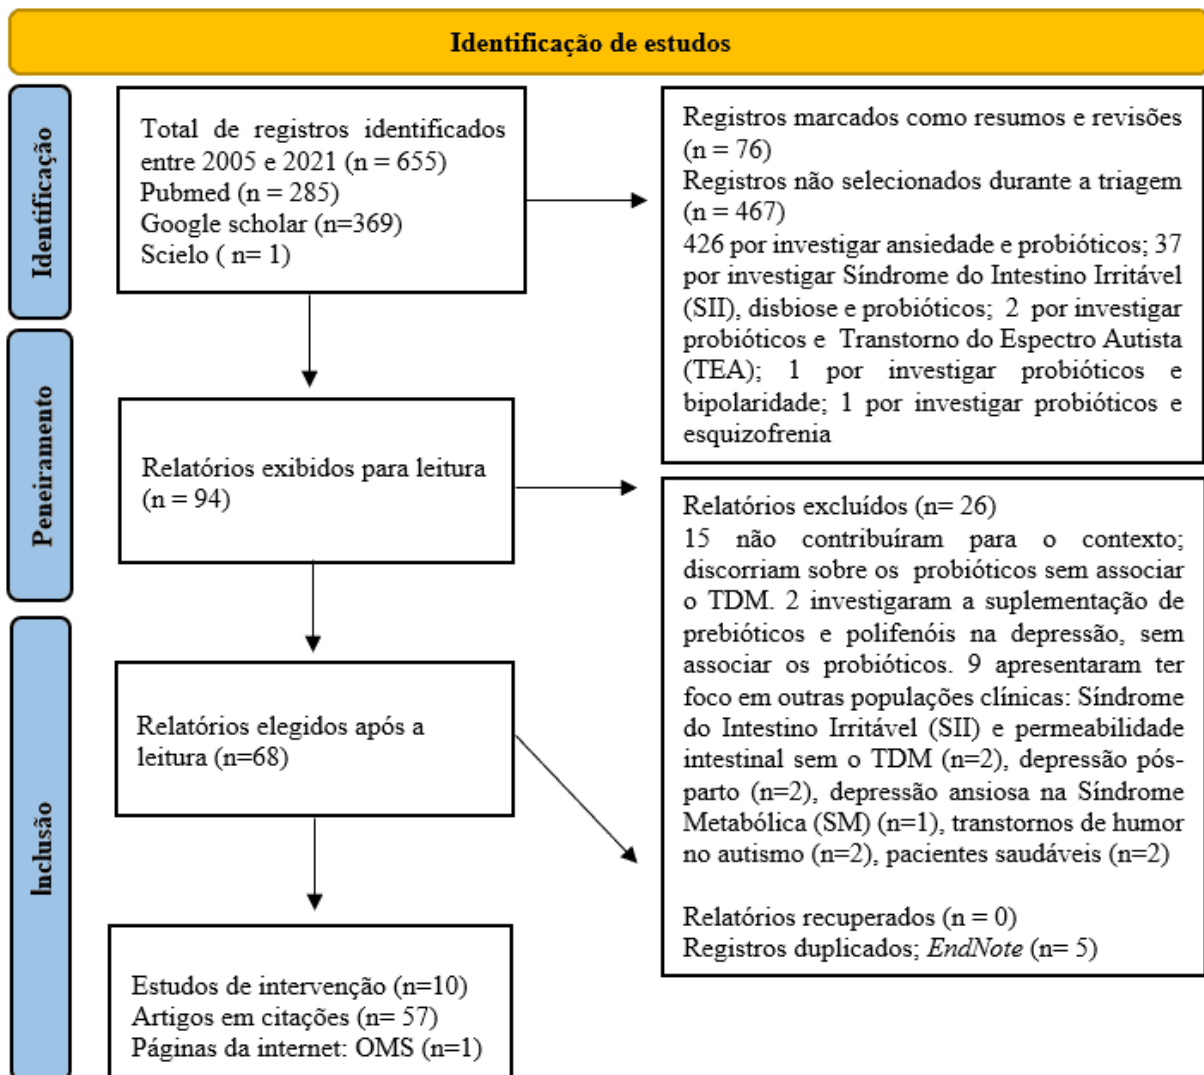 Identificação de estudos
Identificação
Total de registros identificados
entre 2005 e 2021 (n = 655)
Pubmed (n = 285)
Google scholar (n=369)
Scielo ( n= 1)
Registros marcados como resumos e revisões
(n = 76)
Registros não selecionados durante a triagem
(n = 467)
426 por investigar ansiedade e probióticos; 37
por investigar Síndrome do Intestino Irritável
(SII), disbiose e probióticos; 2 por investigar
probióticos e Transtorno do Espectro Autista
(TEA); 1 por investigar probióticos e
bipolaridade; 1 por investigar probióticos e
esquizofrenia
Peneiramento
Relatórios exibidos para leitura
(n = 94)
Relatórios excluídos (n= 26)
15 não contribuíram para o contexto;
discorriam sobre os probióticos sem associar
o TDM. 2 investigaram a suplementação de
prebióticos e polifenóis na depressão, sem
associar os probióticos. 9 apresentaram ter
foco em outras populações clínicas: Síndrome
do Intestino Irritável (SII) e permeabilidade
intestinal sem o TDM (n=2), depressão pós-
parto (n=2), depressão ansiosa na Síndrome
Metabólica (SM) (n=1), transtornos de humor
no autismo (n=2), pacientes saudáveis (n=2)
Relatórios recuperados (n = 0)
Registros duplicados; EndNote (n= 5)
Inclusão
Relatórios elegidos após a
leitura (n=68)
Estudos de intervenção (n=10)
Artigos em citações (n= 57)
Páginas da internet: OMS (n=1)